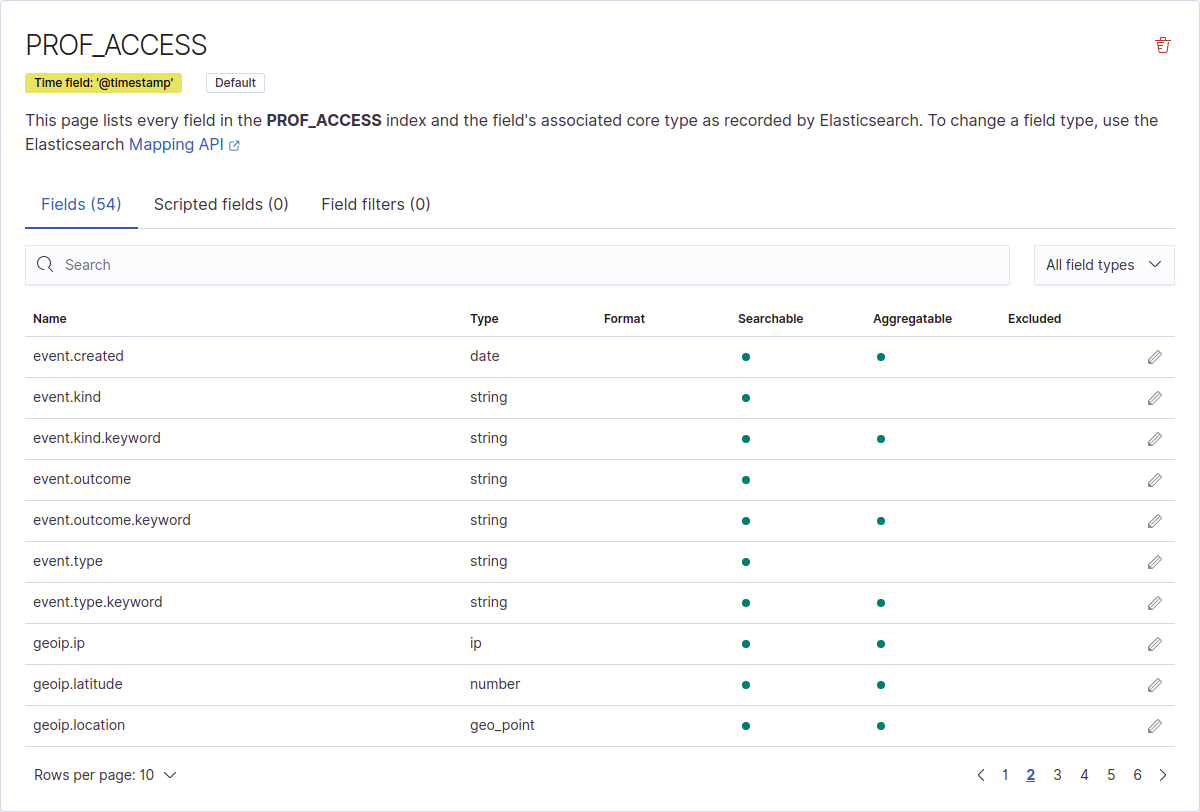 PROF_ACCESS
Time field: '@timestamp' Default
This page lists every field in the PROF_ACCESS index and the field's associated core type as recorded by Elasticsearch. To change a field type, use the
Elasticsearch Mapping API
Fields (54) Scripted fields (0) Field filters (0)
Search All field types
Name Type Format Searchable Aggregatable Excluded
event.created date
event.kind string
event.kind.keyword string
event.outcome string
event.outcome.keyword string
event.type string
event.type.keyword string
geoip.ip ip
geoip.latitude number
geoip.location geo_point
Rows per page: 10 1 2 3 4 5 6